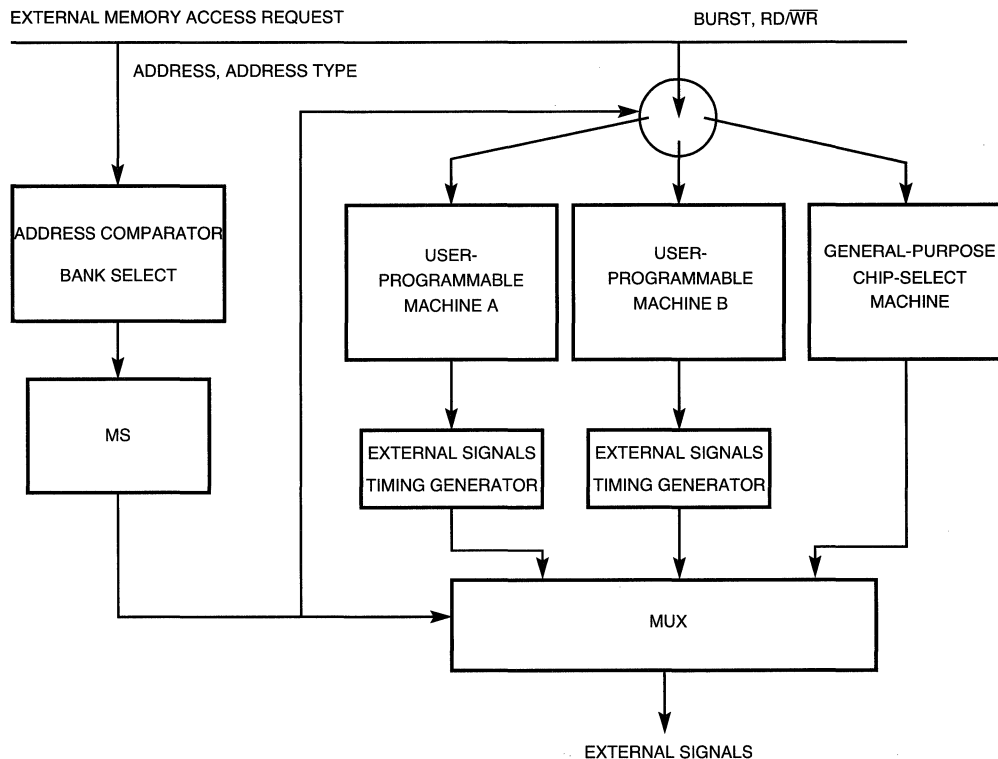 EXTERNAL MEMORY ACCESS REQUEST
BURST, RD/W̅R̅
ADDRESS, ADDRESS TYPE
ADDRESS COMPARATOR
BANK SELECT
MS
USER-
PROGRAMMABLE
MACHINE A
USER-
PROGRAMMABLE
MACHINE B
GENERAL-PURPOSE
CHIP-SELECT
MACHINE
EXTERNAL SIGNALS
TIMING GENERATOR
EXTERNAL SIGNALS
TIMING GENERATOR
MUX
EXTERNAL SIGNALS